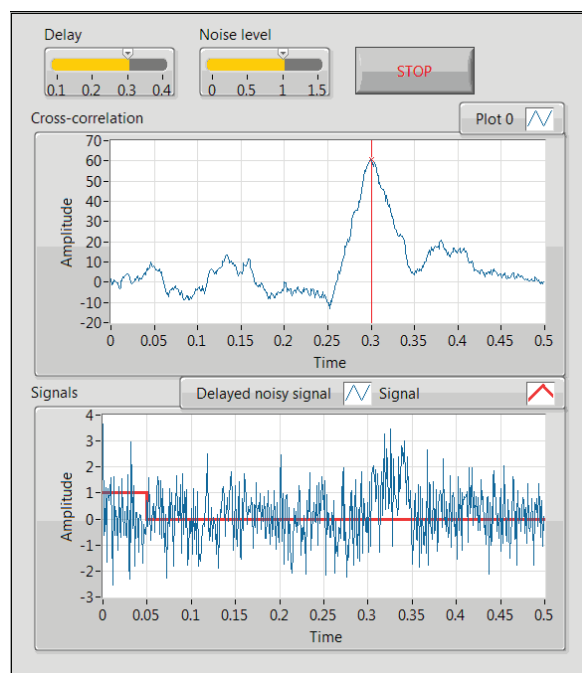 Delay
Noise level
0.1 0.2 0.3 0.4
0 0.5 1 1.5
STOP
Cross-correlation
Plot 0
70
60
50
40
30
20
10
0
-10
-20
Amplitude
0 0.05 0.1 0.15 0.2 0.25 0.3 0.35 0.4 0.45 0.5
Time
Signals
Delayed noisy signal
Signal
4
3
2
1
0
-1
-2
-3
Amplitude
0 0.05 0.1 0.15 0.2 0.25 0.3 0.35 0.4 0.45 0.5
Time